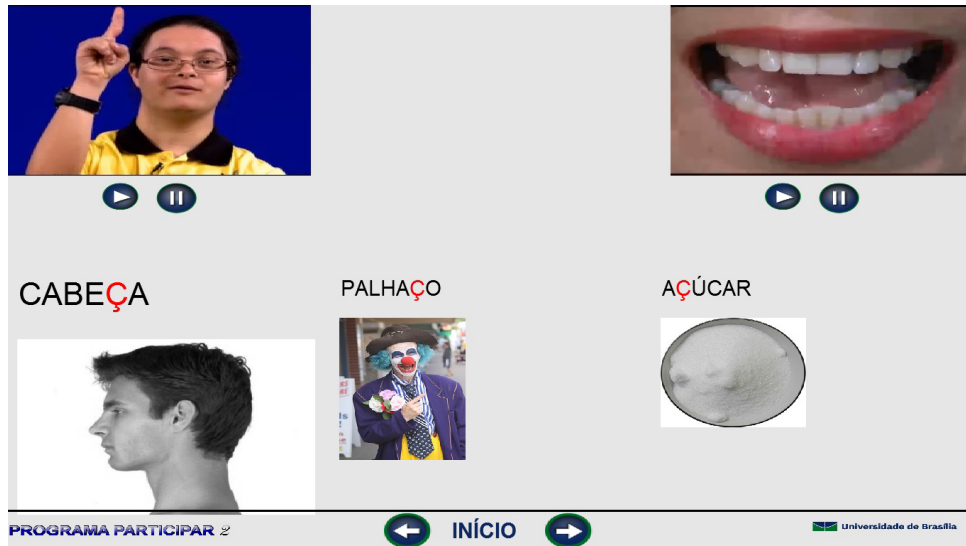 CABEÇA
PALHAÇO
AÇÚCAR
PROGRAMA PARTICIPAR 2
INÍCIO
Universidade de Brasília